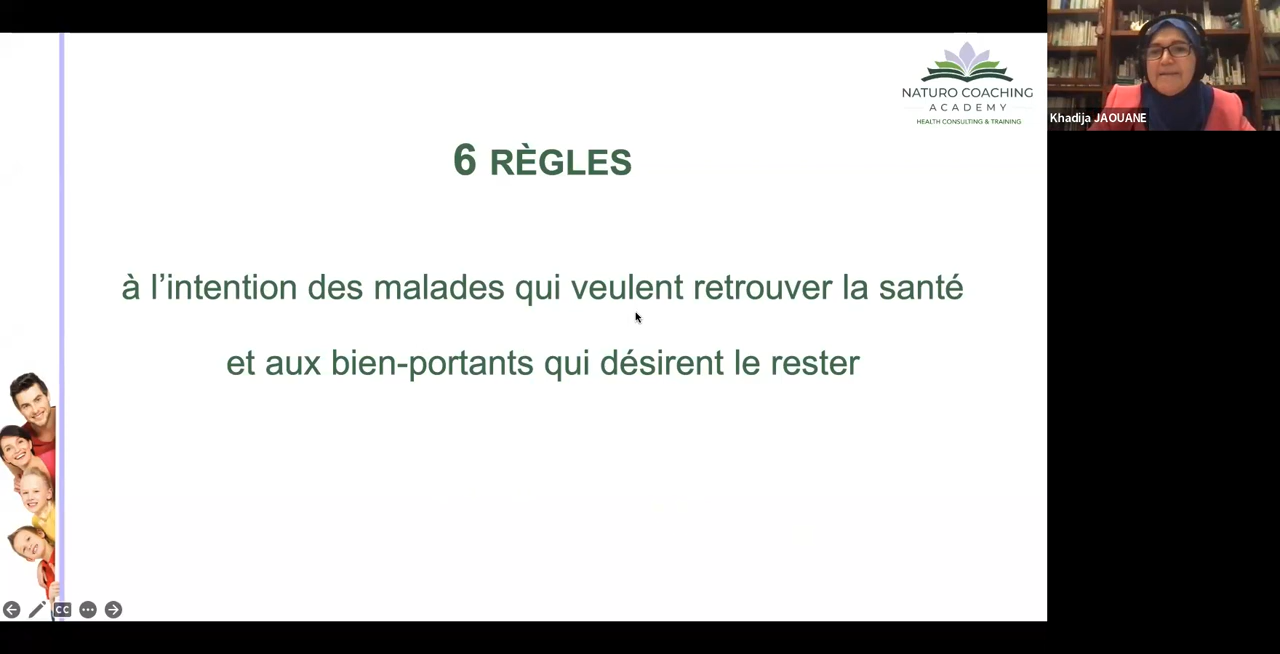 NATURO COACHING
ACADEMY
HEALTH CONSULTING & TRAINING
Khadija JAOUANE
6 RÈGLES
à l’intention des malades qui veulent retrouver la santé
et aux bien-portants qui désirent le rester
CC